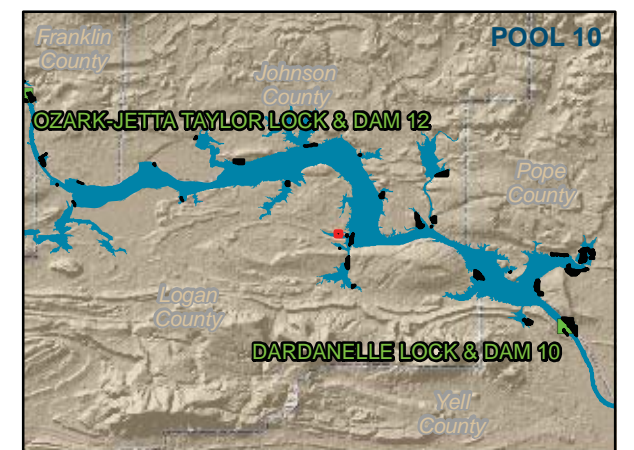 POOL 10
Franklin
County
Johnson
County
OZARK-JETTA TAYLOR LOCK & DAM 12
Pope
County
Logan
County
DARDANELLE LOCK & DAM 10
Yell
County